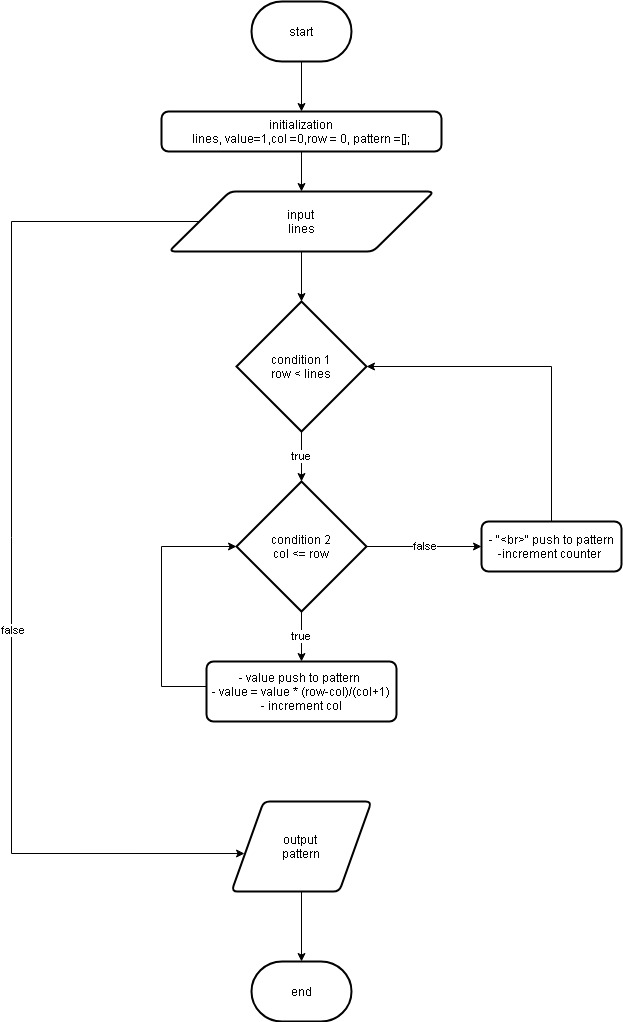 start
initialization
lines, value=1,col =0,row = 0, pattern =[];
input
lines
condition 1
row < lines
true
condition 2
col <= row
false
- "<br>" push to pattern
-increment counter
false
true
- value push to pattern
- value = value * (row-col)/(col+1)
- increment col
output
pattern
end